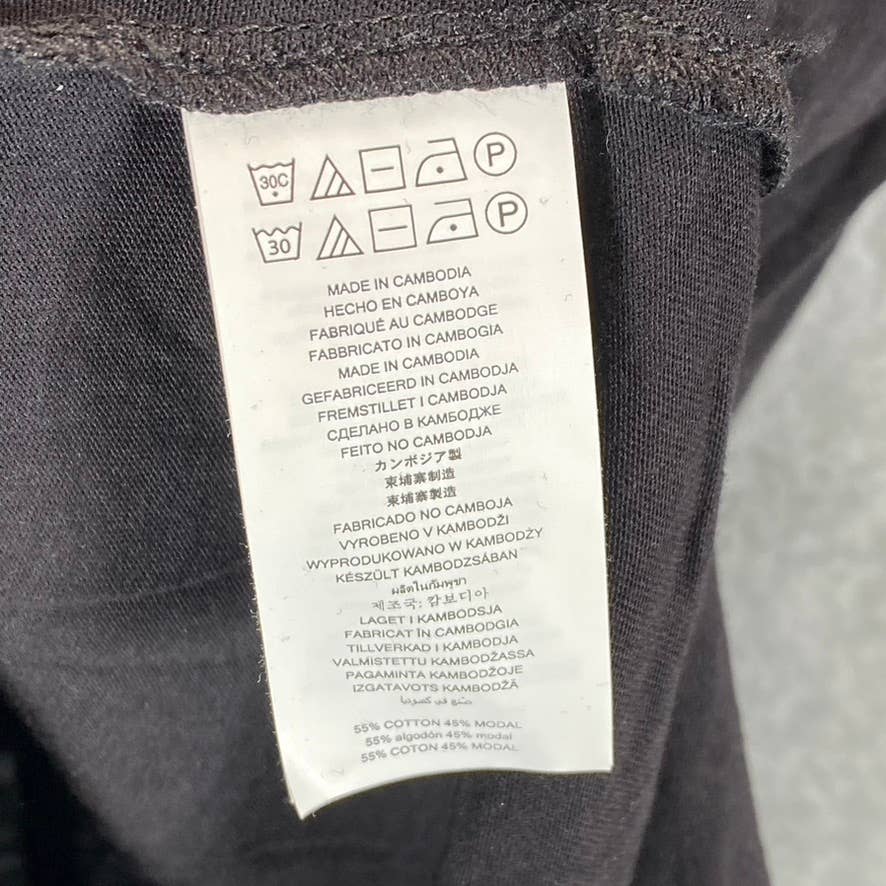 30C P
30 P
MADE IN CAMBODIA
HECHO EN CAMBOYA
FABRIQUÉ AU CAMBODGE
FABBRICATO IN CAMBOGIA
MADE IN CAMBODIA
GEFABRICEERD IN CAMBODJA
FREMSTILLET I CAMBODJA
СДЕЛАНО В КАМБОДЖЕ
FEITO NO CAMBODJA
カンボジア製
柬埔寨制造
柬埔寨製造
FABRICADO NO CAMBOJA
VYROBENO V KAMBODŽI
WYPRODUKOWANO W KAMBODŻY
KÉSZÜLT KAMBODZSÁBAN
ผลิตในกัมพูชา
제조국: 캄보디아
LAGET I KAMBODSJA
FABRICAT ÎN CAMBODGIA
TILLVERKAD I KAMBODJA
VALMISTETTU KAMBODŽASSA
PAGAMINTA KAMBODŽOJE
IZGATAVOTS KAMBODŽĀ
صنع في كمبوديا
55% COTTON 45% MODAL
55% algodón 45% modal
55% COTON 45% MODAL